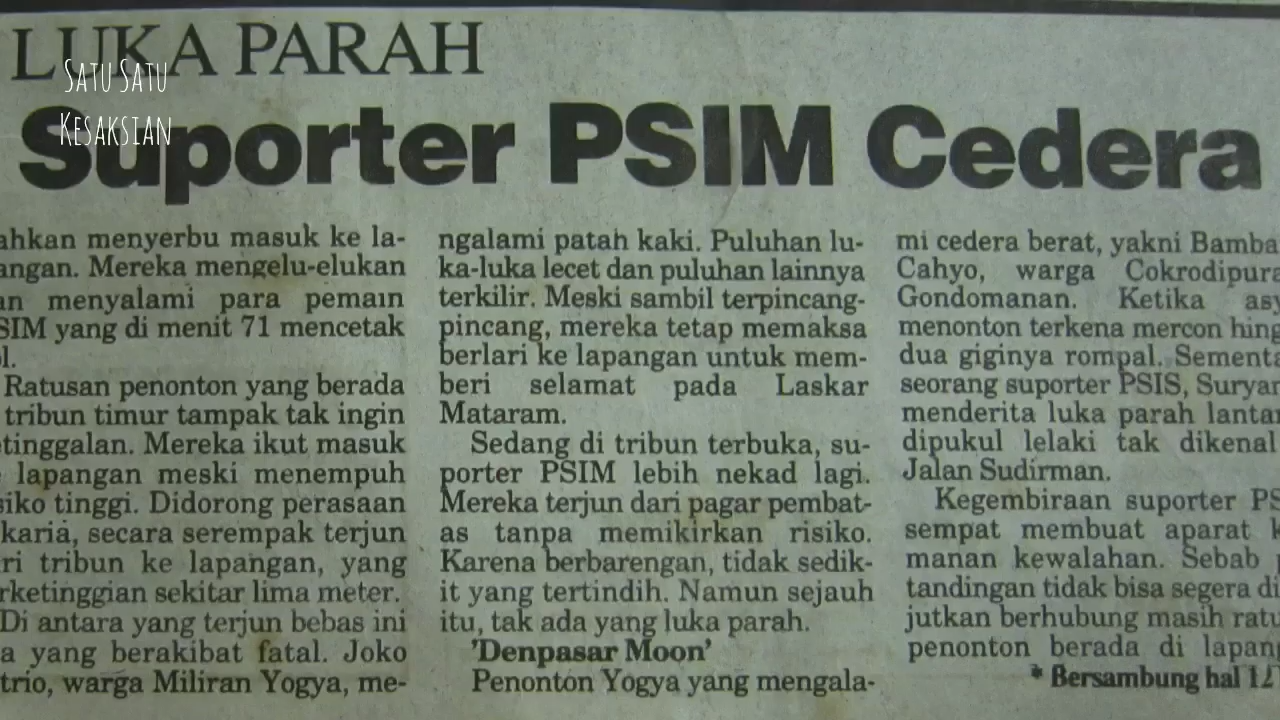 LUKA PARAH
Satu Satu
Kesaksian
Suporter PSIM Cedera
ahkan menyerbu masuk ke la-
angan. Mereka mengelu-elukan
an menyalami para pemain
SIM yang di menit 71 mencetak
ol.
Ratusan penonton yang berada
tribun timur tampak tak ingin
etinggalan. Mereka ikut masuk
e lapangan meski menempuh
siko tinggi. Didorong perasaan
karia, secara serempak terjun
ri tribun ke lapangan, yang
rketinggian sekitar lima meter.
Di antara yang terjun bebas ini
a yang berakibat fatal. Joko
trio, warga Miliran Yogya, me-
ngalami patah kaki. Puluhan lu-
ka-luka lecet dan puluhan lainnya
terkilir. Meski sambil terpincang-
pincang, mereka tetap memaksa
berlari ke lapangan untuk mem-
beri selamat pada Laskar
Mataram.
Sedang di tribun terbuka, su-
porter PSIM lebih nekad lagi.
Mereka terjun dari pagar pembat-
as tanpa memikirkan risiko.
Karena berbarengan, tidak sedik-
it yang tertindih. Namun sejauh
itu, tak ada yang luka parah.
'Denpasar Moon'
Penonton Yogya yang mengala-
mi cedera berat, yakni Bamba
Cahyo, warga Cokrodipura
Gondomanan. Ketika asy
menonton terkena mercon hing
dua giginya rompal. Sementa
seorang suporter PSIS, Suryan
menderita luka parah lantar
dipukul lelaki tak dikenal
Jalan Sudirman.
Kegembiraan suporter PS
sempat membuat aparat k
manan kewalahan. Sebab p
tandingan tidak bisa segera di
jutkan berhubung masih ratu
penonton berada di lapang
* Bersambung hal 12